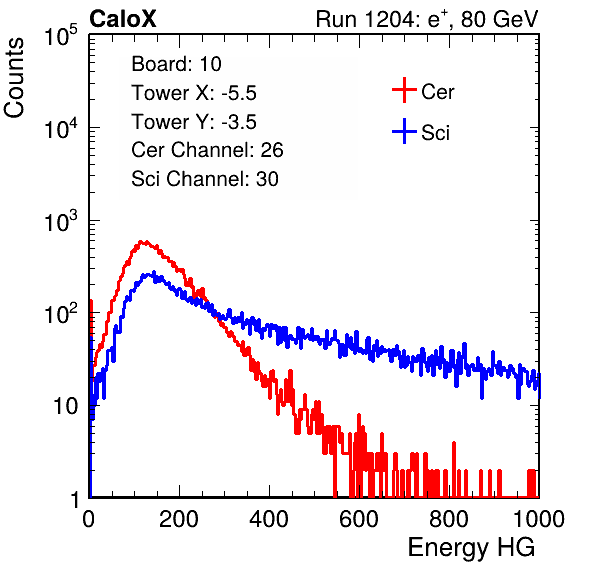 CaloX Run 1204: e⁺, 80 GeV
Counts
10⁵
10⁴
10³
10²
10
1
Board: 10
Tower X: -5.5
Tower Y: -3.5
Cer Channel: 26
Sci Channel: 30
Cer
Sci
0 200 400 600 800 1000
Energy HG